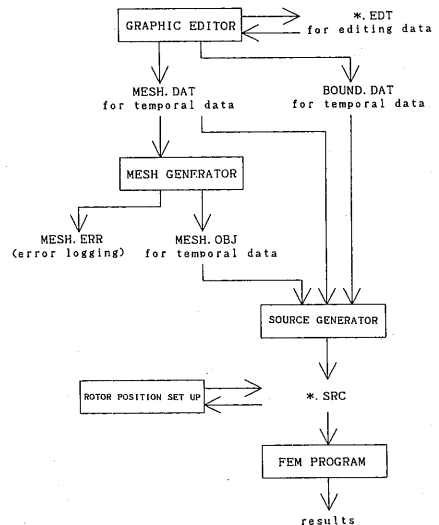 GRAPHIC EDITOR
*.EDT
for editing data
MESH.DAT
for temporal data
BOUND.DAT
for temporal data
MESH GENERATOR
MESH.ERR
(error logging)
MESH.OBJ
for temporal data
SOURCE GENERATOR
ROTOR POSITION SET UP
*.SRC
FEM PROGRAM
results